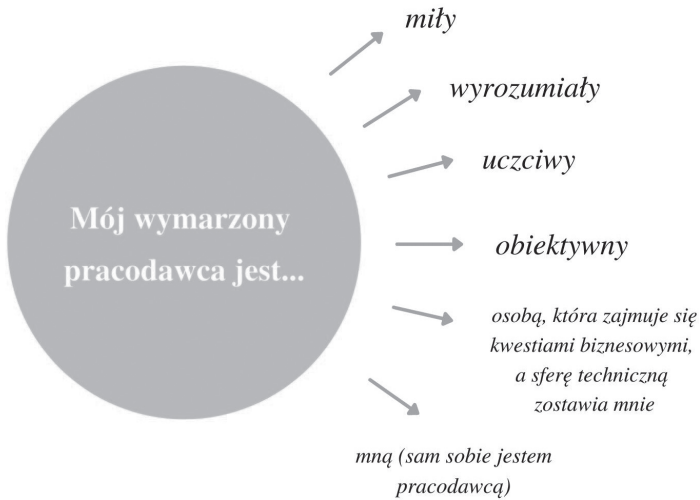 Mój wymarzony
pracodawca jest...
miły
wyrozumiały
uczciwy
obiektywny
osobą, która zajmuje się
kwestiami biznesowymi,
a sferę techniczną
zostawia mnie
mną (sam sobie jestem
pracodawcą)